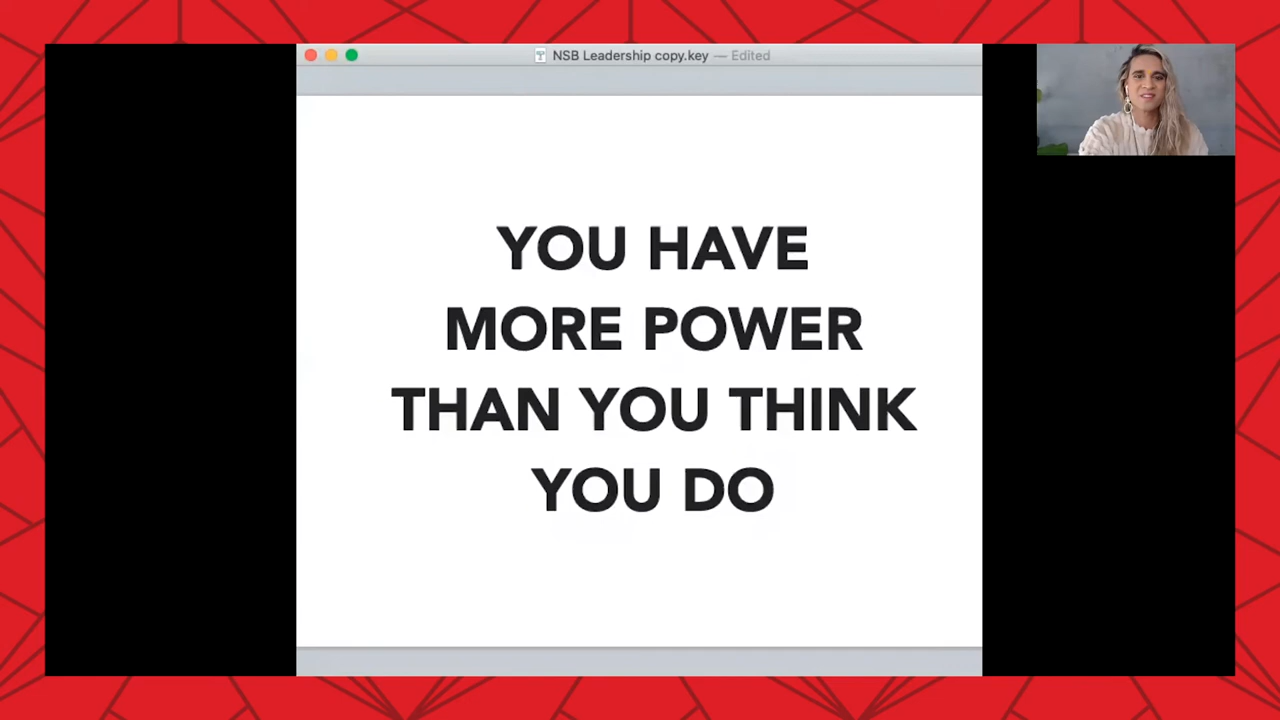 NSB Leadership copy.key — Edited
YOU HAVE
MORE POWER
THAN YOU THINK
YOU DO